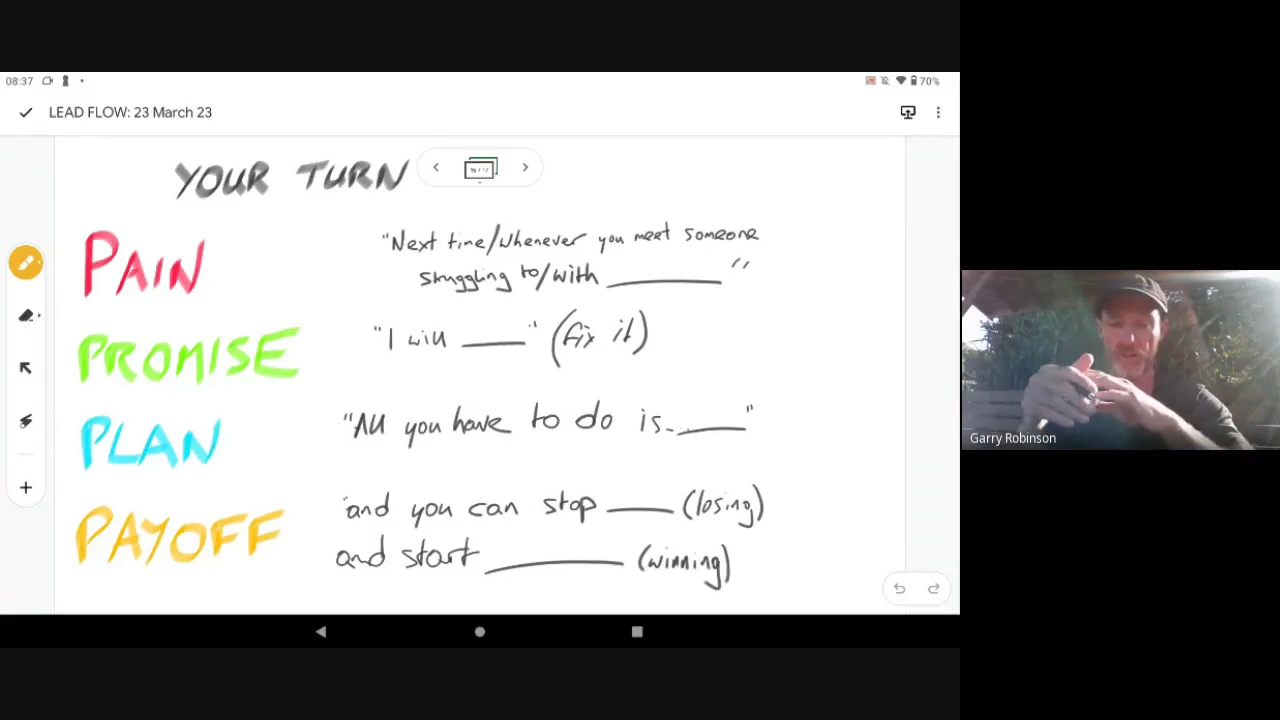 08:37
70%
LEAD FLOW: 23 March 23
YOUR TURN
PAIN
"Next time/whenever you meet someone
struggling to/with ______"
PROMISE
"I will ____" (fix it)
PLAN
"All you have to do is... ____"
PAYOFF
and you can stop ____ (losing)
and start ________ (winning)
Garry Robinson